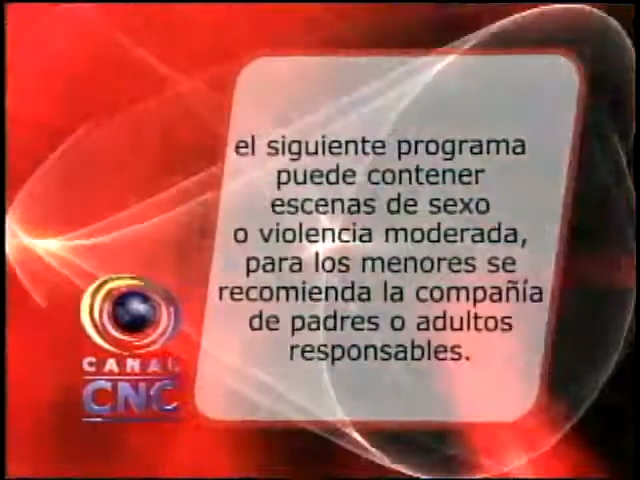 el siguiente programa
puede contener
escenas de sexo
o violencia moderada,
para los menores se
recomienda la compañía
de padres o adultos
responsables.
CANAL
CNC